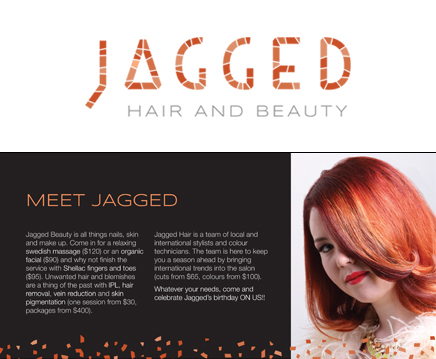 JAGGED
HAIR AND BEAUTY
MEET JAGGED
Jagged Beauty is all things nails, skin
and make up. Come in for a relaxing
swedish massage ($120) or an organic
facial ($90) and why not finish the
service with Shellac fingers and toes
($95). Unwanted hair and blemishes
are a thing of the past with IPL, hair
removal, vein reduction and skin
pigmentation (one session from $30,
packages from $400).
Jagged Hair is a team of local and
international stylists and colour
technicians. The team is here to keep
you a season ahead by bringing
international trends into the salon
(cuts from $65, colours from $100).
Whatever your needs, come and
celebrate Jagged's birthday ON US!!